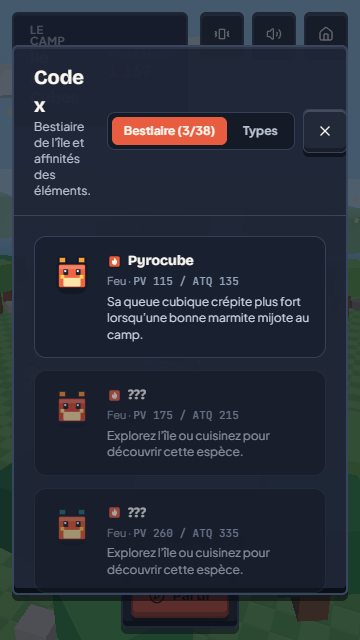 LE
CAMP
Code
x
Bestiaire
de l'île et
affinités
des
éléments.
Bestiaire (3/38)
Types
Pyrocube
Feu · PV 115 / ATQ 135
Sa queue cubique crépite plus fort
lorsqu'une bonne marmite mijote au
camp.
???
Feu · PV 175 / ATQ 215
Explorez l'île ou cuisinez pour
découvrir cette espèce.
???
Feu · PV 260 / ATQ 335
Explorez l'île ou cuisinez pour
découvrir cette espèce.
Partir